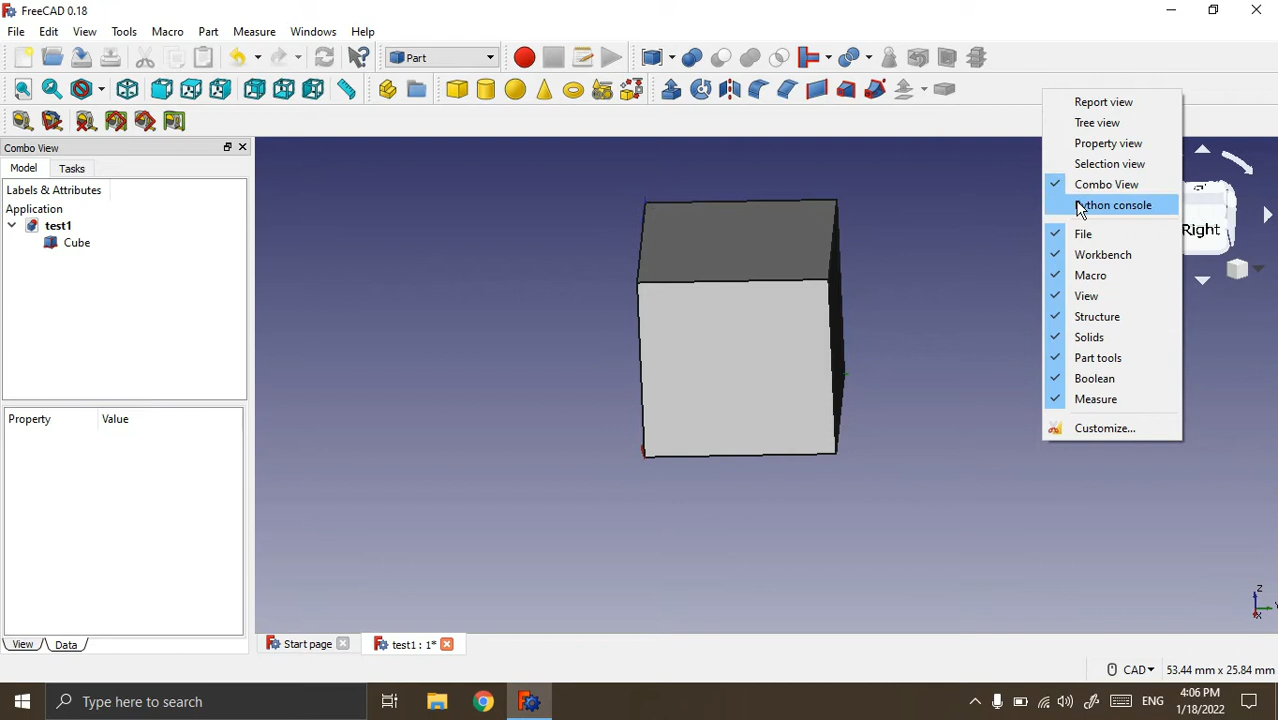 FreeCAD 0.18
File Edit View Tools Macro Part Measure Windows Help
Part
Combo View
Model Tasks
Labels & Attributes
Application
test1
Cube
Property Value
View Data
Report view
Tree view
Property view
Selection view
Combo View
Python console
File
Workbench
Macro
View
Structure
Solids
Part tools
Boolean
Measure
Customize...
Right
Z
Y
X
Start page test1 : 1*
CAD 53.44 mm x 25.84 mm
Type here to search
ENG
4:06 PM
1/18/2022